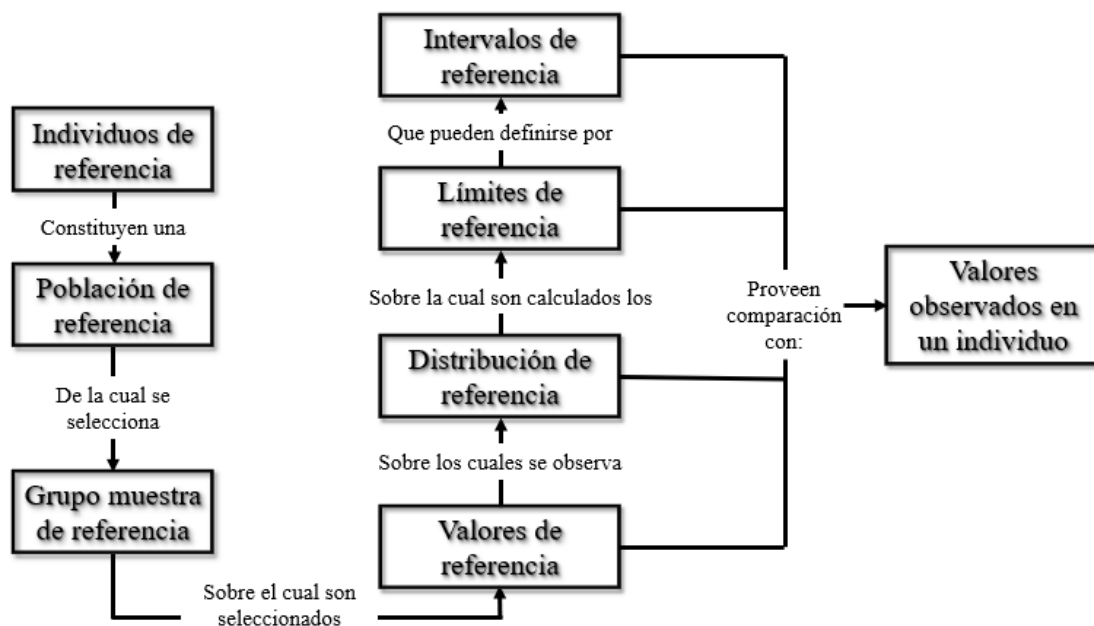 Individuos de
referencia
Constituyen una
Población de
referencia
De la cual se
selecciona
Grupo muestra
de referencia
Sobre el cual son
seleccionados
Valores de
referencia
Sobre los cuales se observa
Distribución de
referencia
Sobre la cual son calculados los
Límites de
referencia
Que pueden definirse por
Intervalos de
referencia
Proveen
comparación
con:
Valores
observados en
un individuo